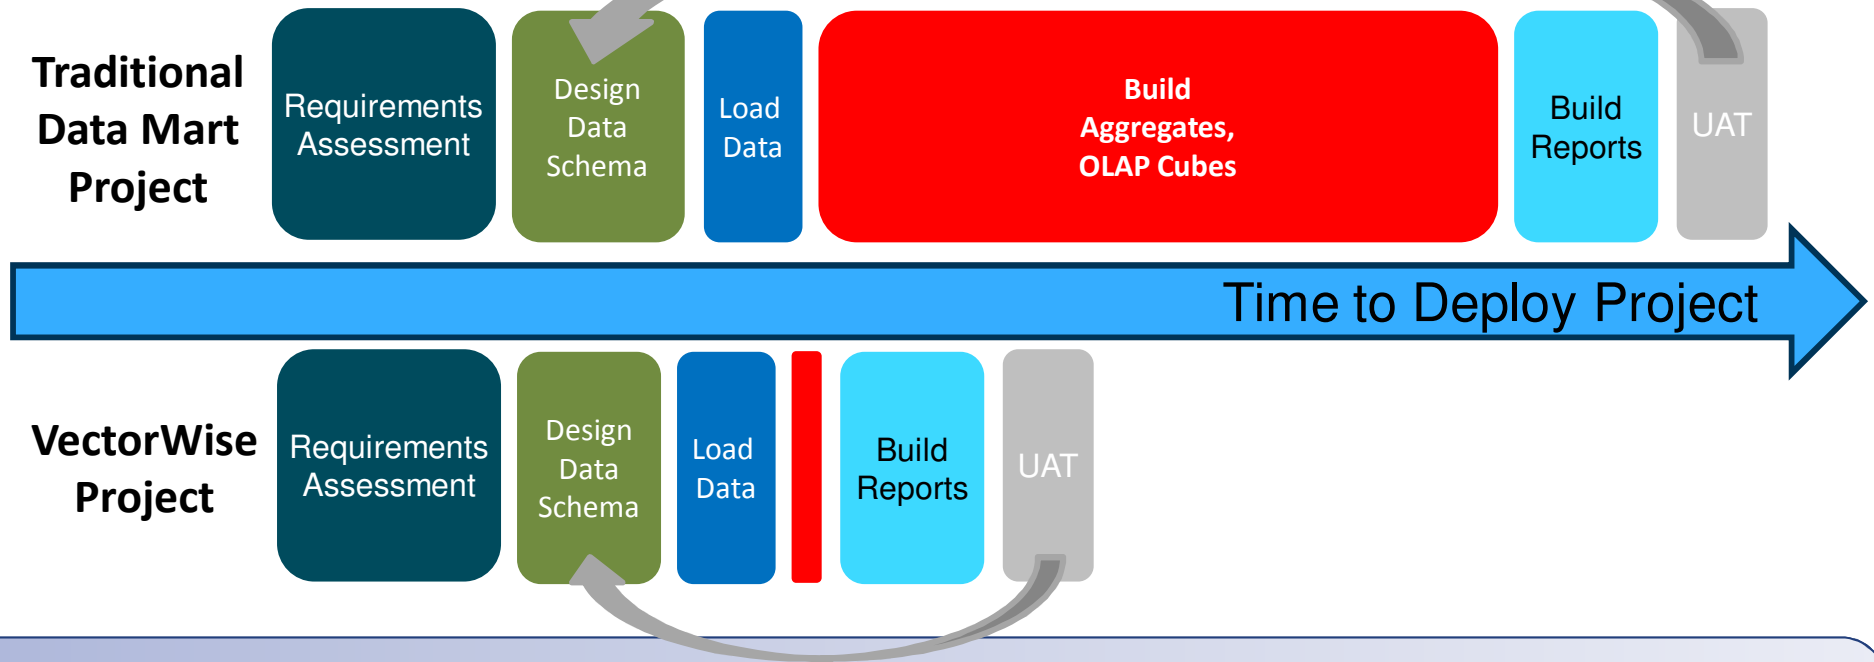 Traditional
Data Mart
Project
Requirements
Assessment
Design
Data
Schema
Load
Data
Build
Aggregates,
OLAP Cubes
Build
Reports
UAT
Time to Deploy Project
VectorWise
Project
Requirements
Assessment
Design
Data
Schema
Load
Data
Build
Reports
UAT